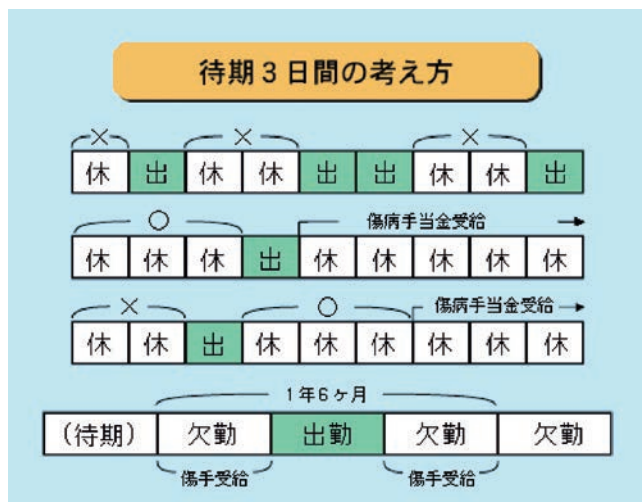 待期３日間の考え方
× × ×
休 出 休 休 出 出 休 休 出
○ 傷病手当金受給
休 休 休 出 休 休 休 休 休
× ○ 傷病手当金受給
休 休 出 休 休 休 休 休 休
1年6ヶ月
(待期) 欠勤 出勤 欠勤 欠勤
傷手受給 傷手受給